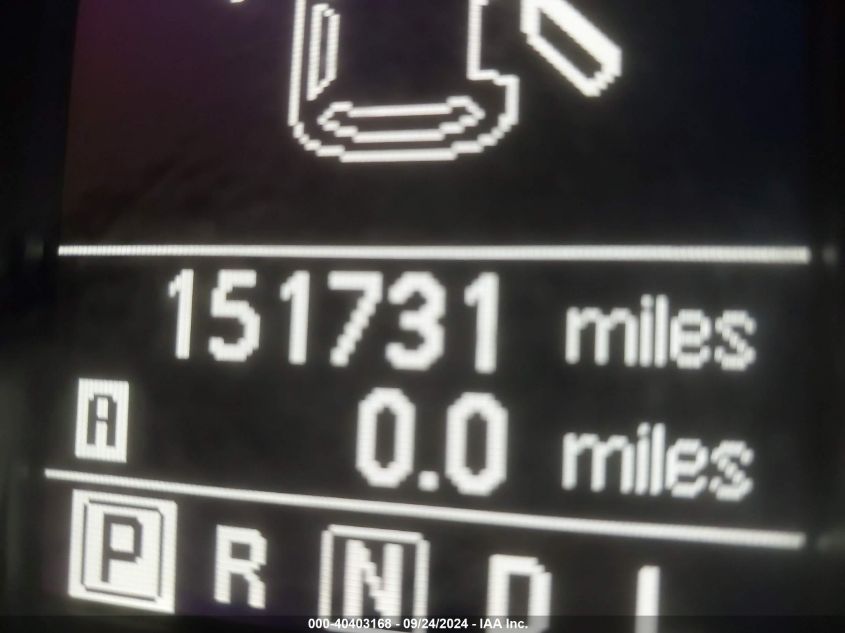 151731 miles
A 0.0 miles
P R N D L
000-40403168 - 09/24/2024 - IAA Inc.